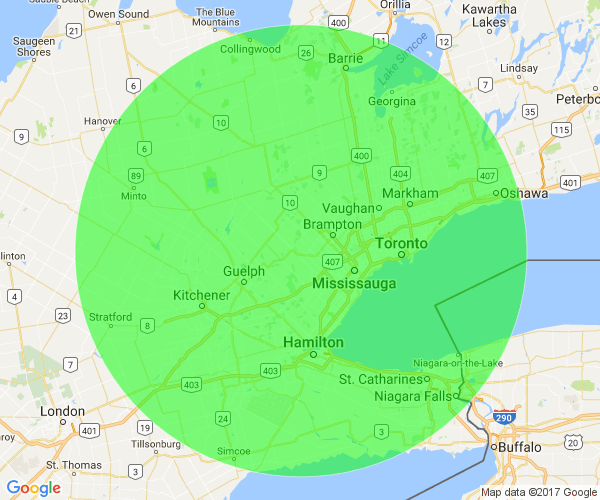 Sauble Beach
Owen Sound
The Blue
Mountains
400
Orillia
Kawartha
Lakes
Saugeen
Shores
21
6
Collingwood
26
Barrie
Lake Simcoe
7
Lindsay
Georgina
35
Peterbo
9
Hanover
10
115
6
400
89
9
404
407
401
Minto
10
Markham
Oshawa
Vaughan
Brampton
Toronto
407
Clinton
Guelph
Mississauga
4
Kitchener
Stratford
8
Hamilton
7
403
Niagara-on-the-Lake
403
St. Catharines
Niagara Falls
London
24
290
401
3
19
20
Tillsonburg
Buffalo
St. Thomas
3
Simcoe
Google
Map data ©2017 Google